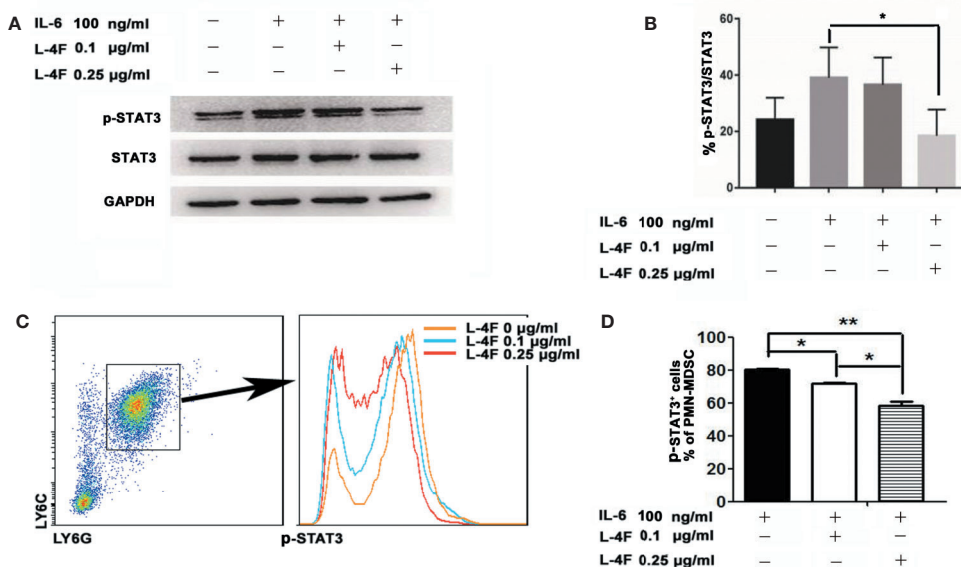 A
IL-6 100 ng/ml − + + +
L-4F 0.1 µg/ml − − + −
L-4F 0.25 µg/ml − − − +
p-STAT3
STAT3
GAPDH
B
*
% p-STAT3/STAT3
60
40
20
0
IL-6 100 ng/ml − + + +
L-4F 0.1 µg/ml − − + −
L-4F 0.25 µg/ml − − − +
C
LY6C
LY6G
L-4F 0 µg/ml
L-4F 0.1 µg/ml
L-4F 0.25 µg/ml
p-STAT3
D
**
* *
p-STAT3+ cells
% of PMN-MDSC
100
80
60
40
20
0
IL-6 100 ng/ml + + +
L-4F 0.1 µg/ml − + −
L-4F 0.25 µg/ml − − +